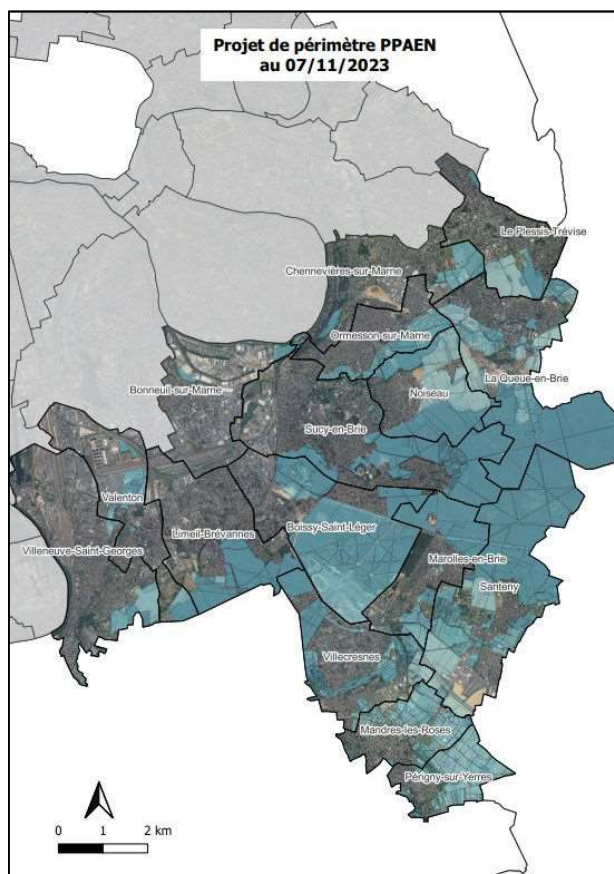 Projet de périmètre PPAEN
au 07/11/2023
Le Plessis-Trévise
Chennevières-sur-Marne
Ormesson-sur-Marne
La Queue-en-Brie
Bonneuil-sur-Marne
Noiseau
Sucy-en-Brie
Valenton
Limeil-Brévannes
Boissy-Saint-Léger
Villeneuve-Saint-Georges
Marolles-en-Brie
Santeny
Villecresnes
Mandres-les-Roses
Périgny-sur-Yerres
0 1 2 km